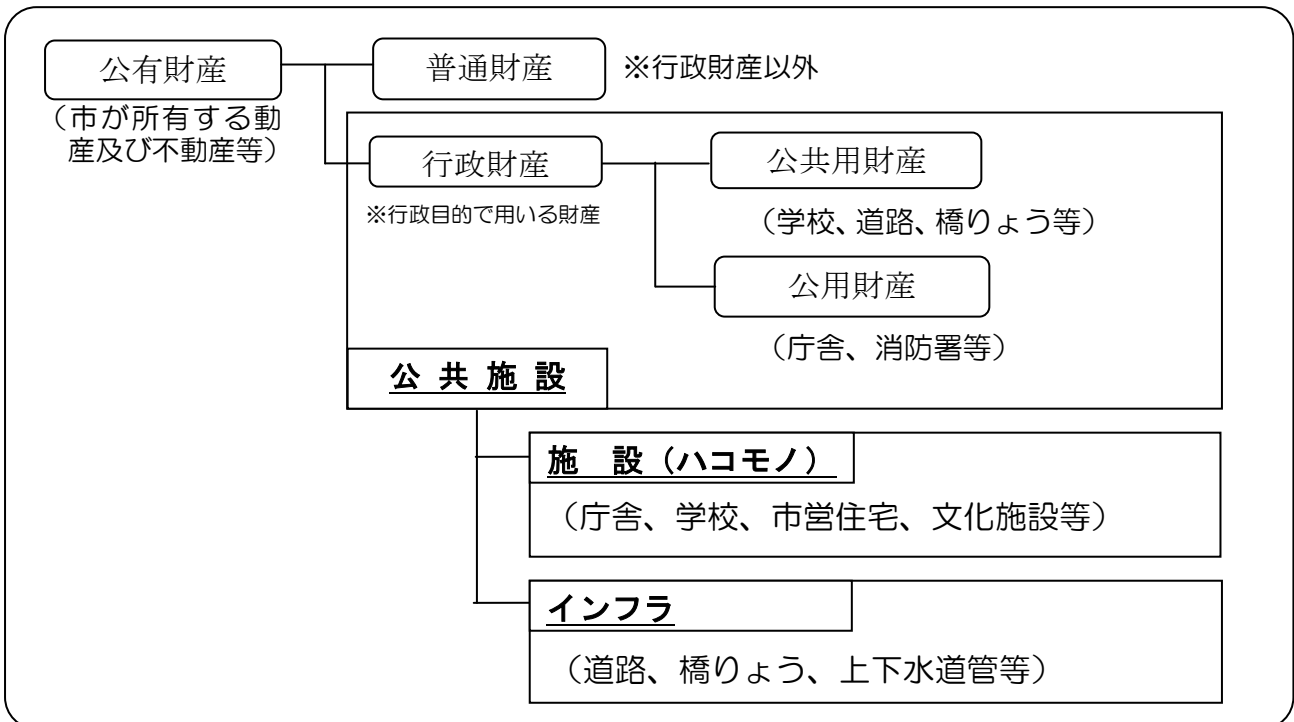 公有財産
(市が所有する動
産及び不動産等)
普通財産
※行政財産以外
行政財産
※行政目的で用いる財産
公共用財産
(学校、道路、橋りょう等)
公用財産
(庁舎、消防署等)
公 共 施 設
施 設(ハコモノ)
(庁舎、学校、市営住宅、文化施設等)
インフラ
(道路、橋りょう、上下水道管等)